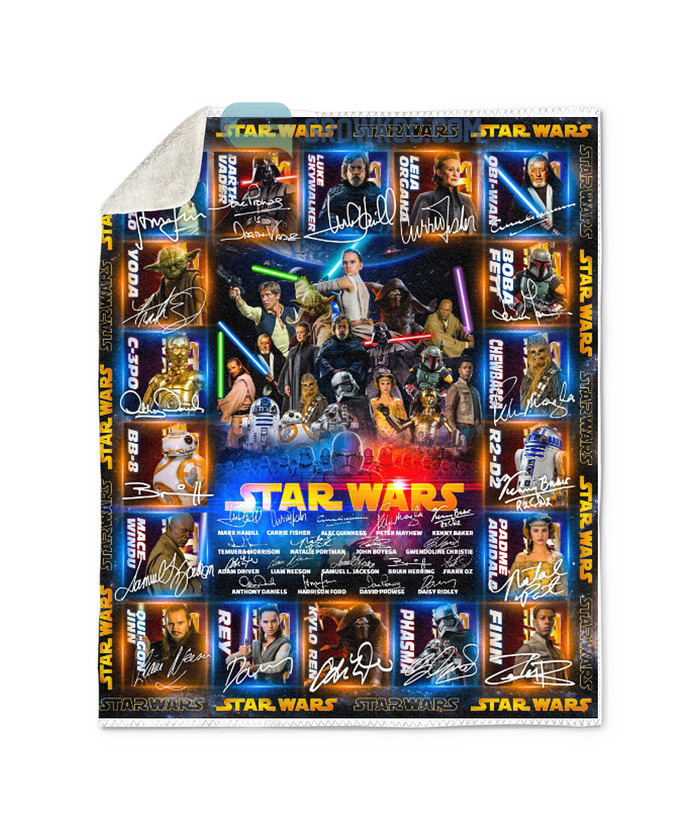 GROWKOC.COM
STAR WARS STAR WARS STAR WARS
DARTH VADER
LUKE SKYWALKER
LEIA ORGANA
OBI-WAN
YODA
BOBA FETT
C-3PO
CHEWBACCA
BB-8
R2-D2
MACE WINDU
PADME AMIDALA
STAR WARS
MARK HAMILL CARRIE FISHER ALEC GUINNESS PETER MAYHEW KENNY BAKER
TEMUERA MORRISON NATALIE PORTMAN JOHN BOYEGA GWENDOLINE CHRISTIE
ADAM DRIVER LIAM NEESON SAMUEL L. JACKSON BRIAN HERRING FRANK OZ
ANTHONY DANIELS HARRISON FORD DAVID PROWSE DAISY RIDLEY
QUI-GON JINN
REY
KYLO REN
PHASMA
FINN
STAR WARS STAR WARS STAR WARS STAR WARS